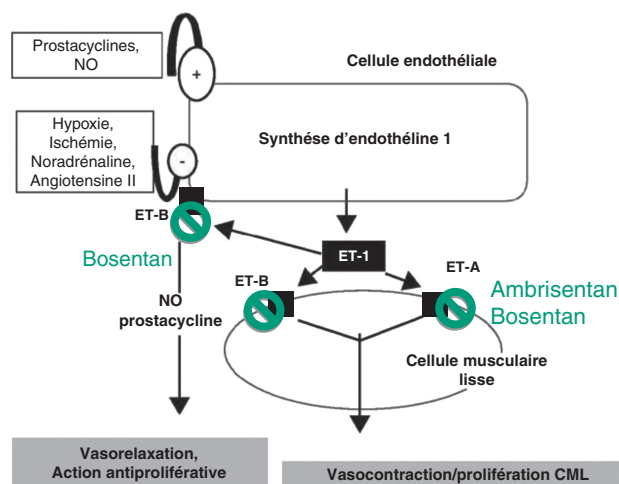 Prostacyclines,
NO
+
Cellule endothéliale
Hypoxie,
Ischémie,
Noradrénaline,
Angiotensine II
-
Synthése d'endothéline 1
ET-B
Bosentan
ET-1
ET-B
ET-A
Ambrisentan
Bosentan
NO
prostacycline
Cellule musculaire
lisse
Vasorelaxation,
Action antiproliférative
Vasocontraction/prolifération CML